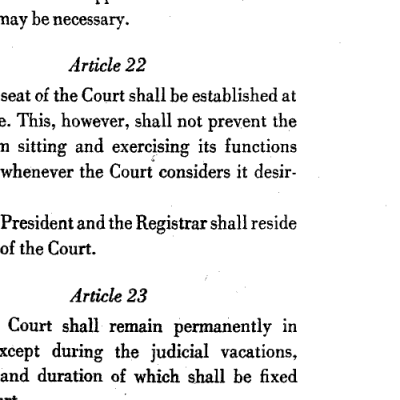 may be necessary.
Article 22
seat of the Court shall be established at
e. This, however, shall not prevent the
m sitting and exercising its functions
whenever the Court considers it desir-
President and the Registrar shall reside
of the Court.
Article 23
Court shall remain permanently in
xcept during the judicial vacations,
and duration of which shall be fixed